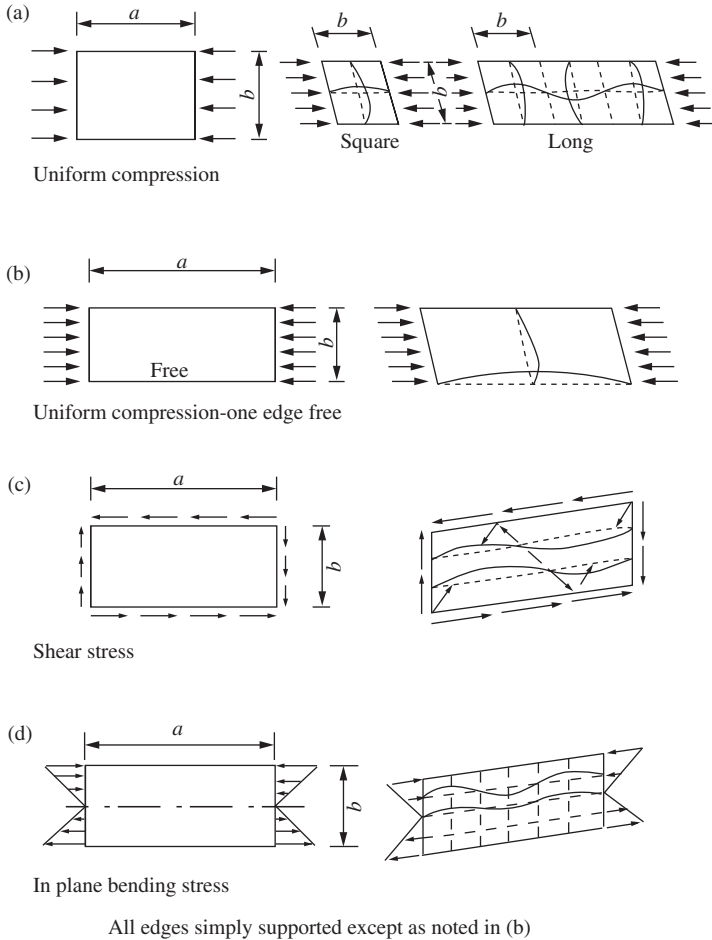 (a)
a
b
b
b
b
Square
Long
Uniform compression
(b)
a
b
Free
Uniform compression-one edge free
(c)
a
b
Shear stress
(d)
a
b
In plane bending stress
All edges simply supported except as noted in (b)